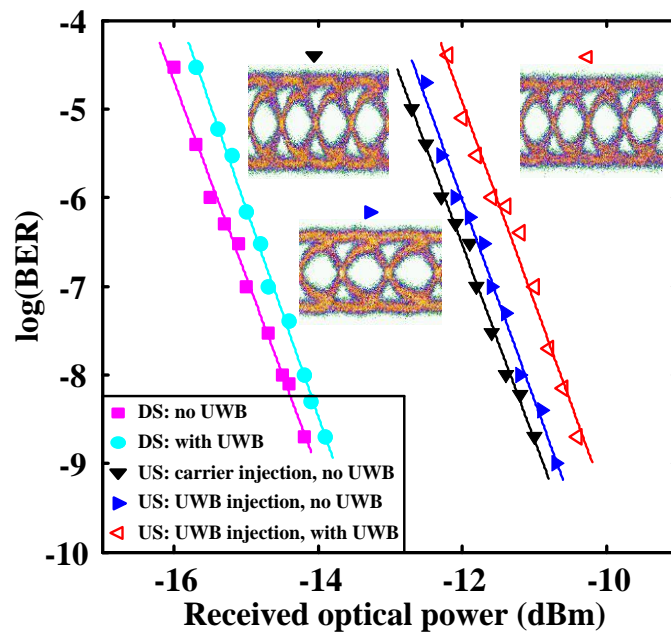 -4
-5
-6
-7
-8
-9
-10
log(BER)
DS: no UWB
DS: with UWB
US: carrier injection, no UWB
US: UWB injection, no UWB
US: UWB injection, with UWB
-16 -14 -12 -10
Received optical power (dBm)